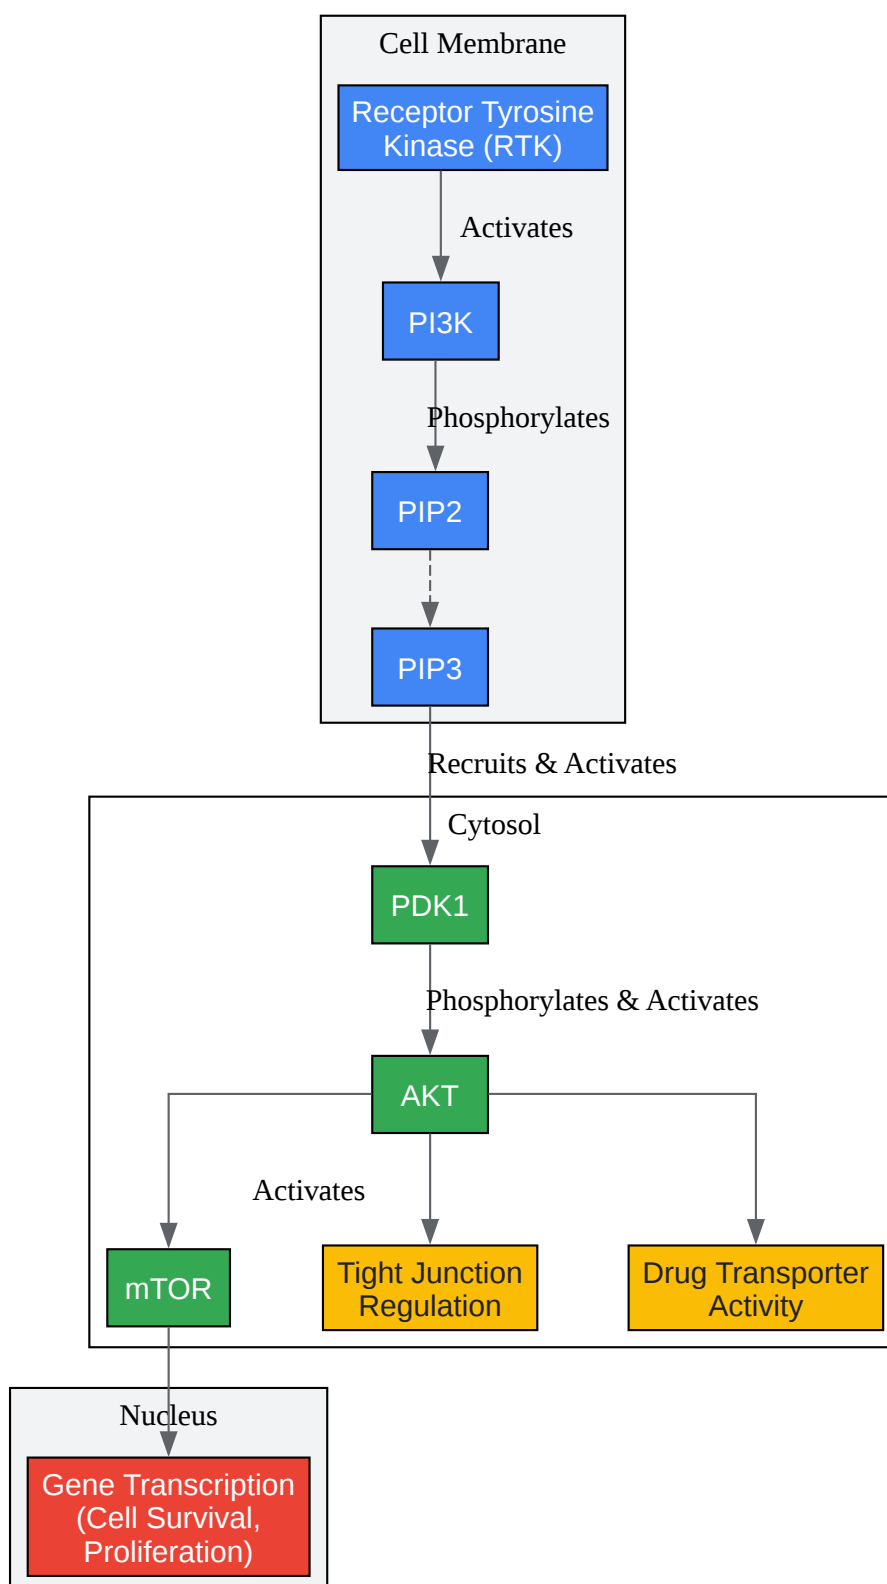 Cell Membrane
Receptor Tyrosine
Kinase (RTK)
Activates
PI3K
Phosphorylates
PIP2
PIP3
Recruits & Activates
Cytosol
PDK1
Phosphorylates & Activates
AKT
Activates
mTOR
Tight Junction
Regulation
Drug Transporter
Activity
Nucleus
Gene Transcription
(Cell Survival,
Proliferation)